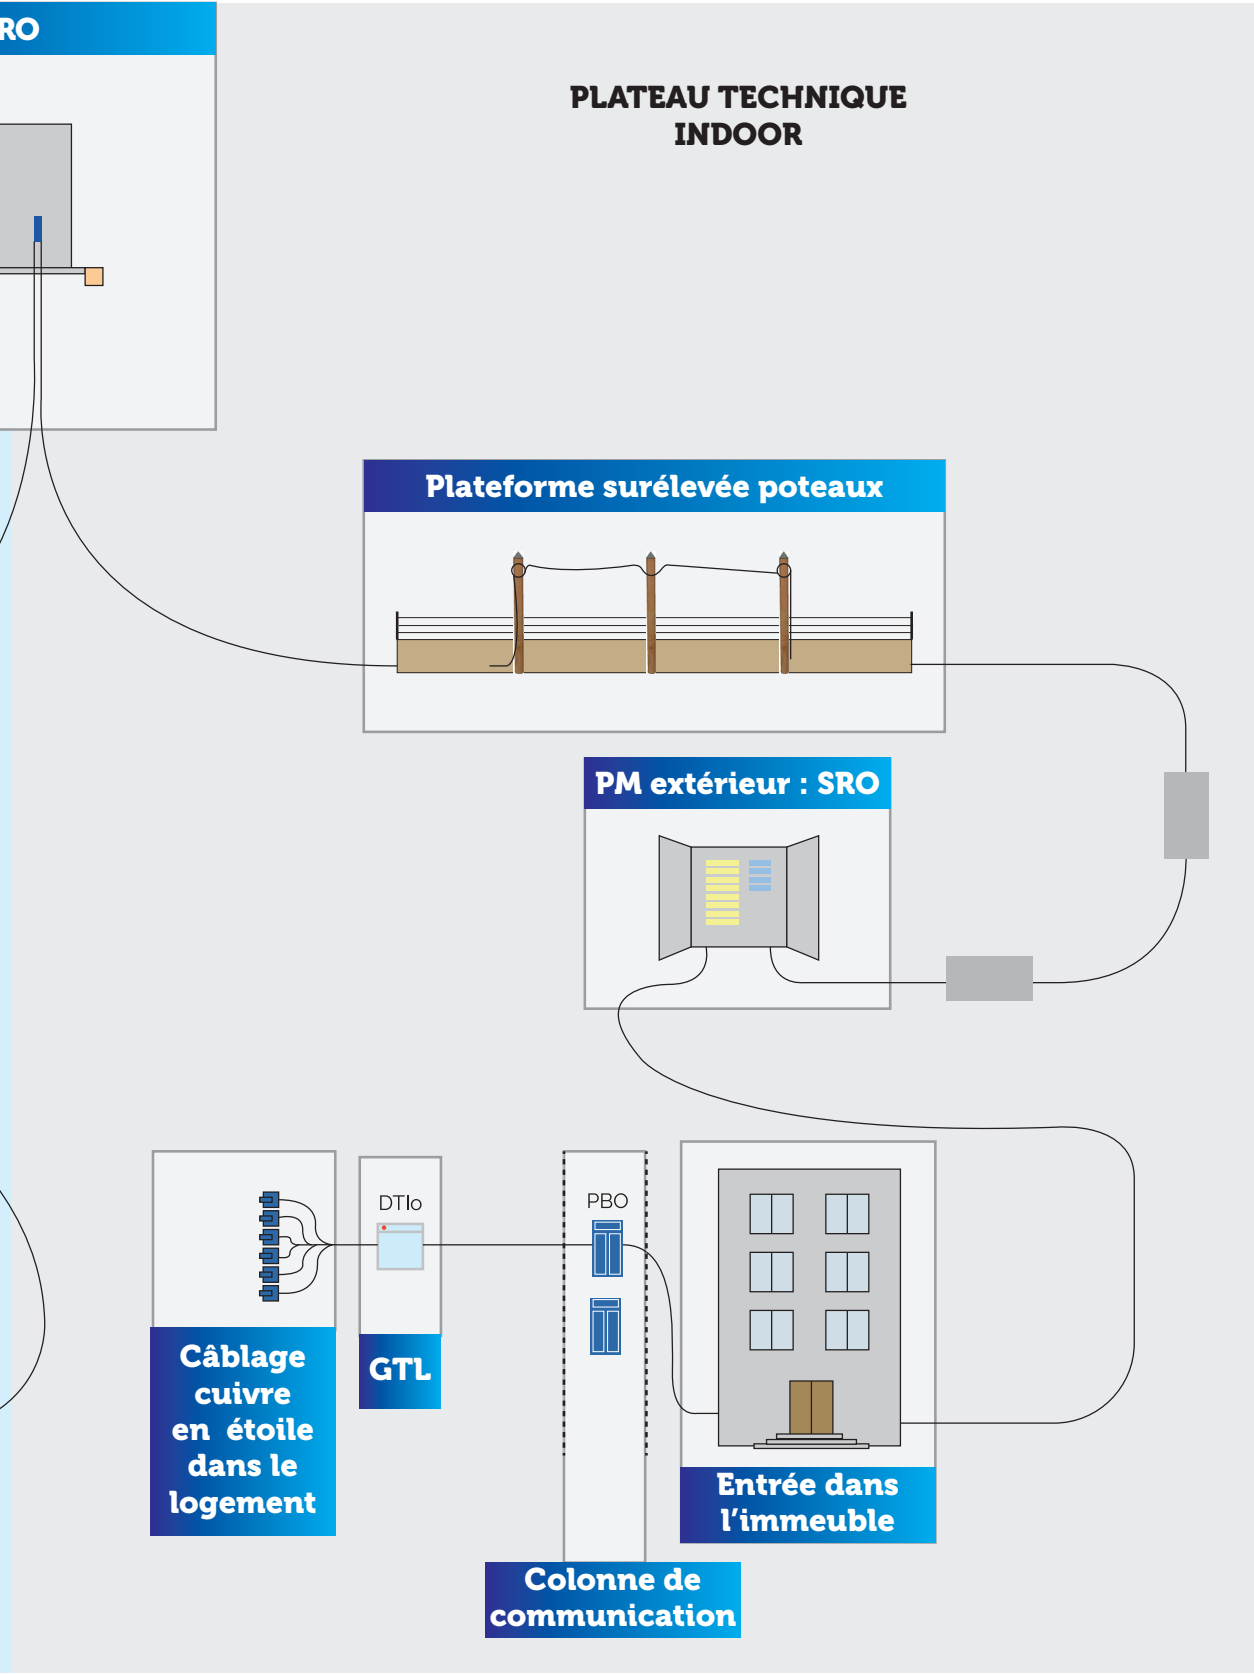 RO
PLATEAU TECHNIQUE
INDOOR
Plateforme surélevée poteaux
PM extérieur : SRO
DTIo
PBO
Câblage
cuivre
en étoile
dans le
logement
GTL
Entrée dans
l'immeuble
Colonne de
communication